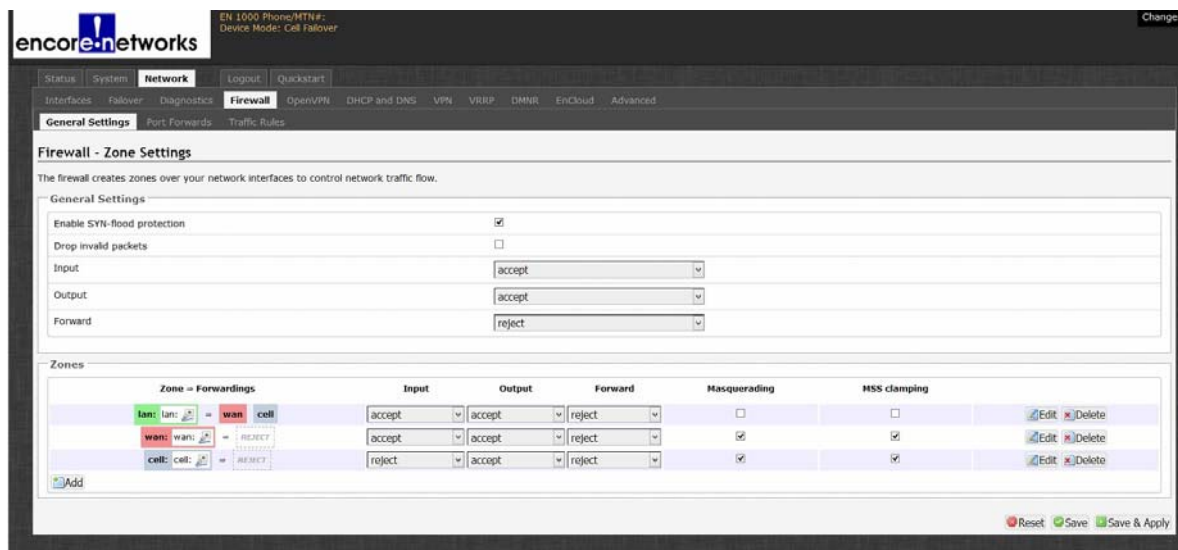 encore!networks
EN 1000 Phone/MTN#:
Device Mode: Cell Failover
Change
Status System Network Logout Quickstart
Interfaces Failover Diagnostics Firewall OpenVPN DHCP and DNS VPN VRRP DMNR EnCloud Advanced
General Settings Port Forwards Traffic Rules
Firewall - Zone Settings
The firewall creates zones over your network interfaces to control network traffic flow.
General Settings
Enable SYN-flood protection
Drop invalid packets
Input accept
Output accept
Forward reject
Zones
Zone ⇒ Forwardings Input Output Forward Masquerading MSS clamping
lan: lan: ⇒ wan cell accept accept reject Edit Delete
wan: wan: ⇒ REJECT accept accept reject Edit Delete
cell: cell: ⇒ REJECT reject accept reject Edit Delete
Add
Reset Save Save & Apply